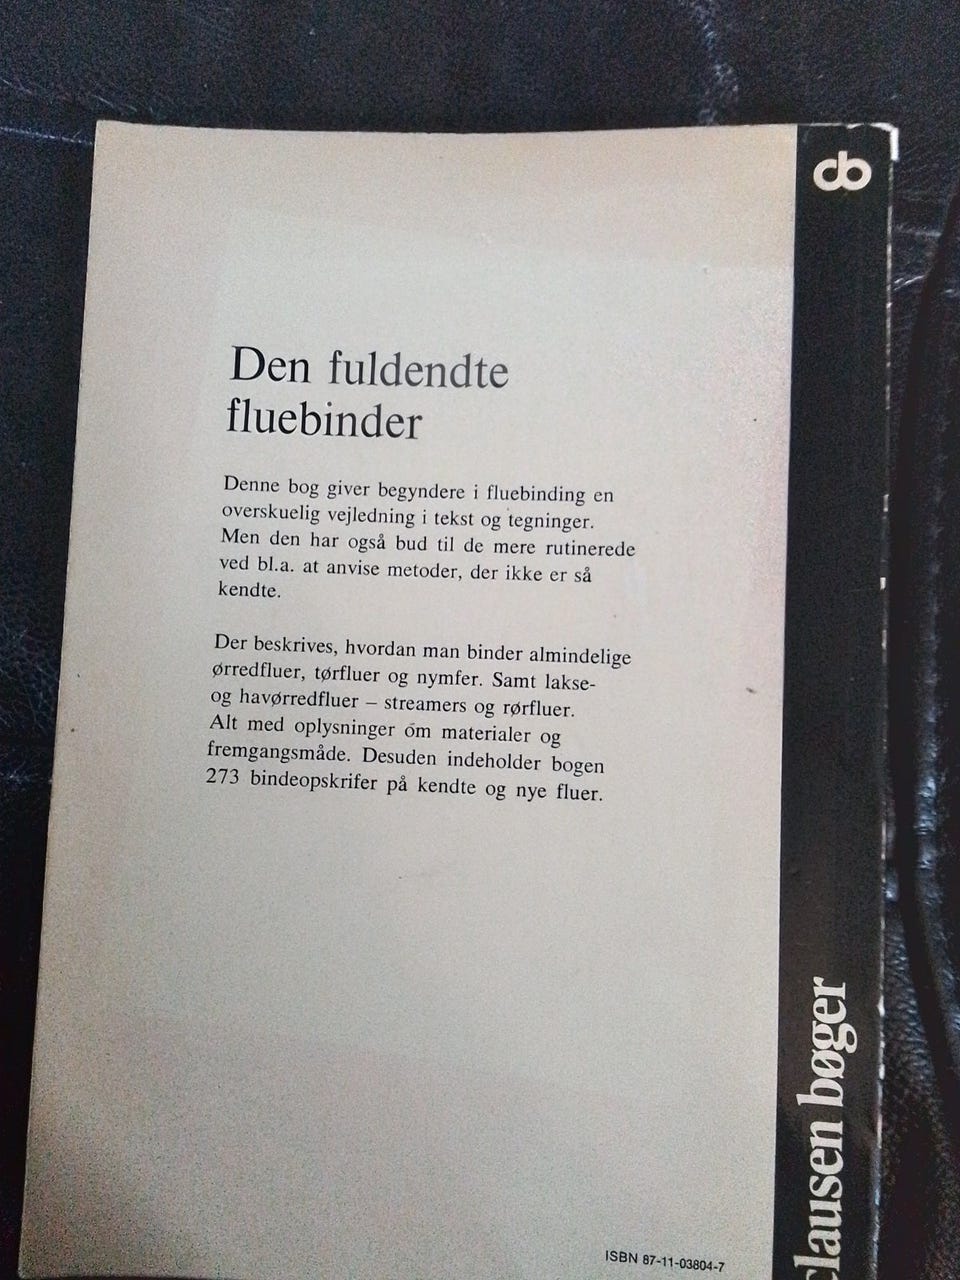 Den fuldendte
fluebinder
Denne bog giver begyndere i fluebinding en
overskuelig vejledning i tekst og tegninger.
Men den har også bud til de mere rutinerede
ved bl.a. at anvise metoder, der ikke er så
kendte.
Der beskrives, hvordan man binder almindelige
ørredfluer, tørfluer og nymfer. Samt lakse-
og havørredfluer – streamers og rørfluer.
Alt med oplysninger om materialer og
fremgangsmåde. Desuden indeholder bogen
273 bindeopskrifer på kendte og nye fluer.
ISBN 87-11-03804-7
clausen bøger
cb